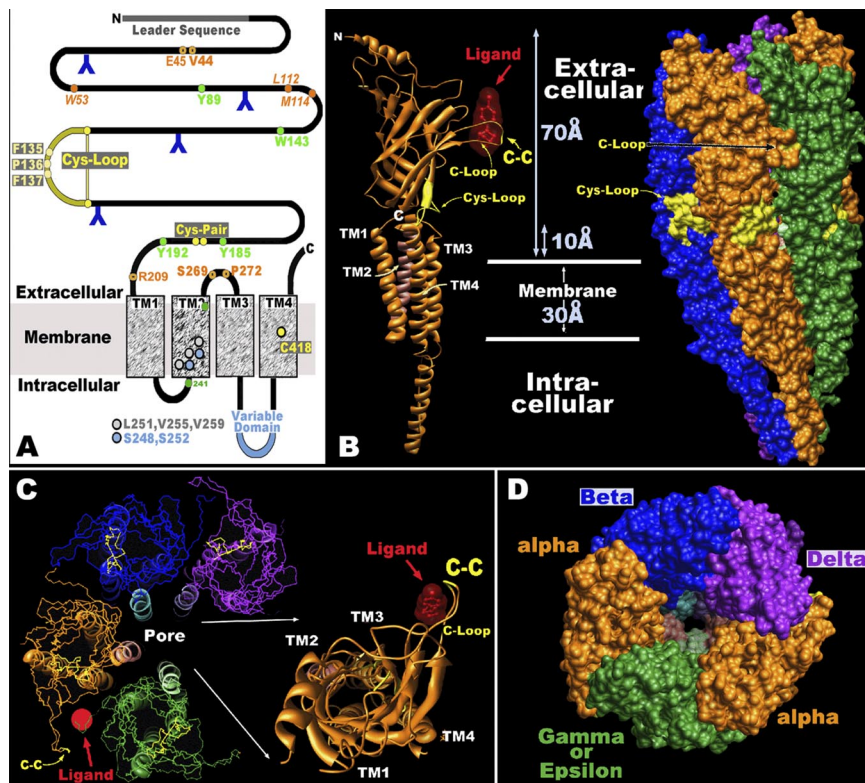 N
Leader Sequence
E45 V44
L112
W53
Y89
M114
W143
F135
P136
F137
Cys-Loop
Cys-Pair
Y192
Y185
C
R209
S269
P272
Extracellular
TM1
TM2
TM3
TM4
Membrane
C418
Intracellular
241
L251,V255,V259
S248,S252
Variable
Domain
A
B
N
Ligand
Extra-
cellular
70Å
C-C
C-Loop
C-Loop
Cys-Loop
Cys-Loop
C
TM1
TM3
10Å
TM2
TM4
Membrane
30Å
Intra-
cellular
C
Pore
C-C
Ligand
Ligand
C-C
TM3
C-Loop
TM2
TM4
TM1
D
Beta
alpha
Delta
alpha
Gamma
or
Epsilon